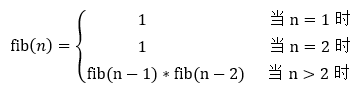 1 当 n = 1 时
fib(n) = 1 当 n = 2 时
fib(n−1) * fib(n−2) 当 n > 2 时